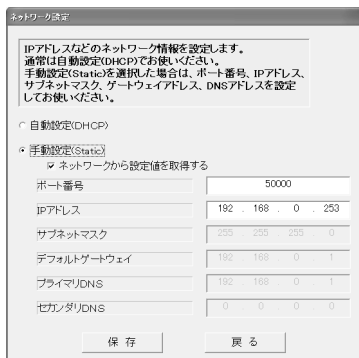 ネットワーク設定
IPアドレスなどのネットワーク情報を設定します。
通常は自動設定(DHCP)でお使いください。
手動設定(Static)を選択した場合は、ポート番号、IPアドレス、
サブネットマスク、ゲートウェイアドレス、DNSアドレスを設定
してお使いください。
自動設定(DHCP)
手動設定(Static)
ネットワークから設定値を取得する
ポート番号 50000
IPアドレス 192 . 168 . 0 . 253
サブネットマスク 255 . 255 . 255 . 0
デフォルトゲートウェイ 192 . 168 . 0 . 1
プライマリDNS 192 . 168 . 0 . 1
セカンダリDNS 0 . 0 . 0 . 0
保存 戻る